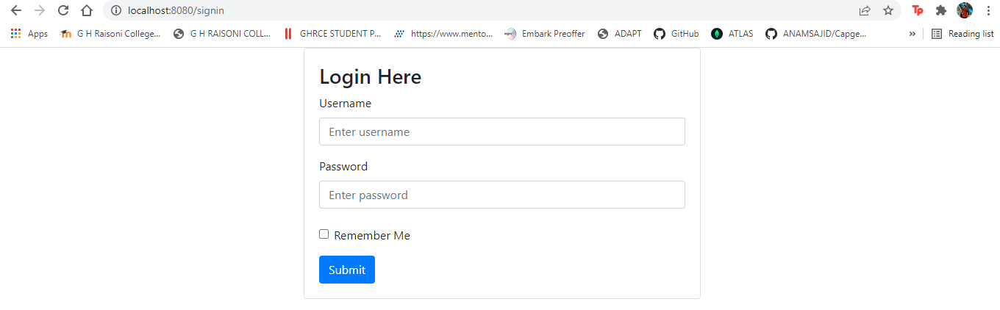 localhost:8080/signin
Apps G H Raisoni College... G H RAISONI COLL... GHRCE STUDENT P... https://www.mento... Embark Preoffer ADAPT GitHub ATLAS ANAMSAJID/Capge... » Reading list
Login Here
Username
Enter username
Password
Enter password
Remember Me
Submit